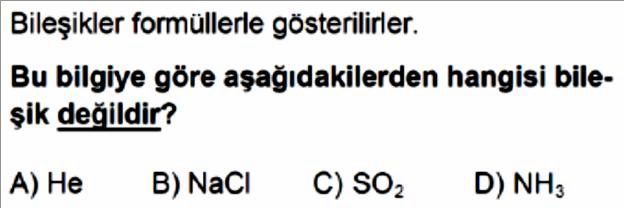 Bileşikler formüllerle gösterilirler.
Bu bilgiye göre aşağıdakilerden hangisi bile-
şik değildir?
A) He B) NaCl C) SO₂ D) NH₃